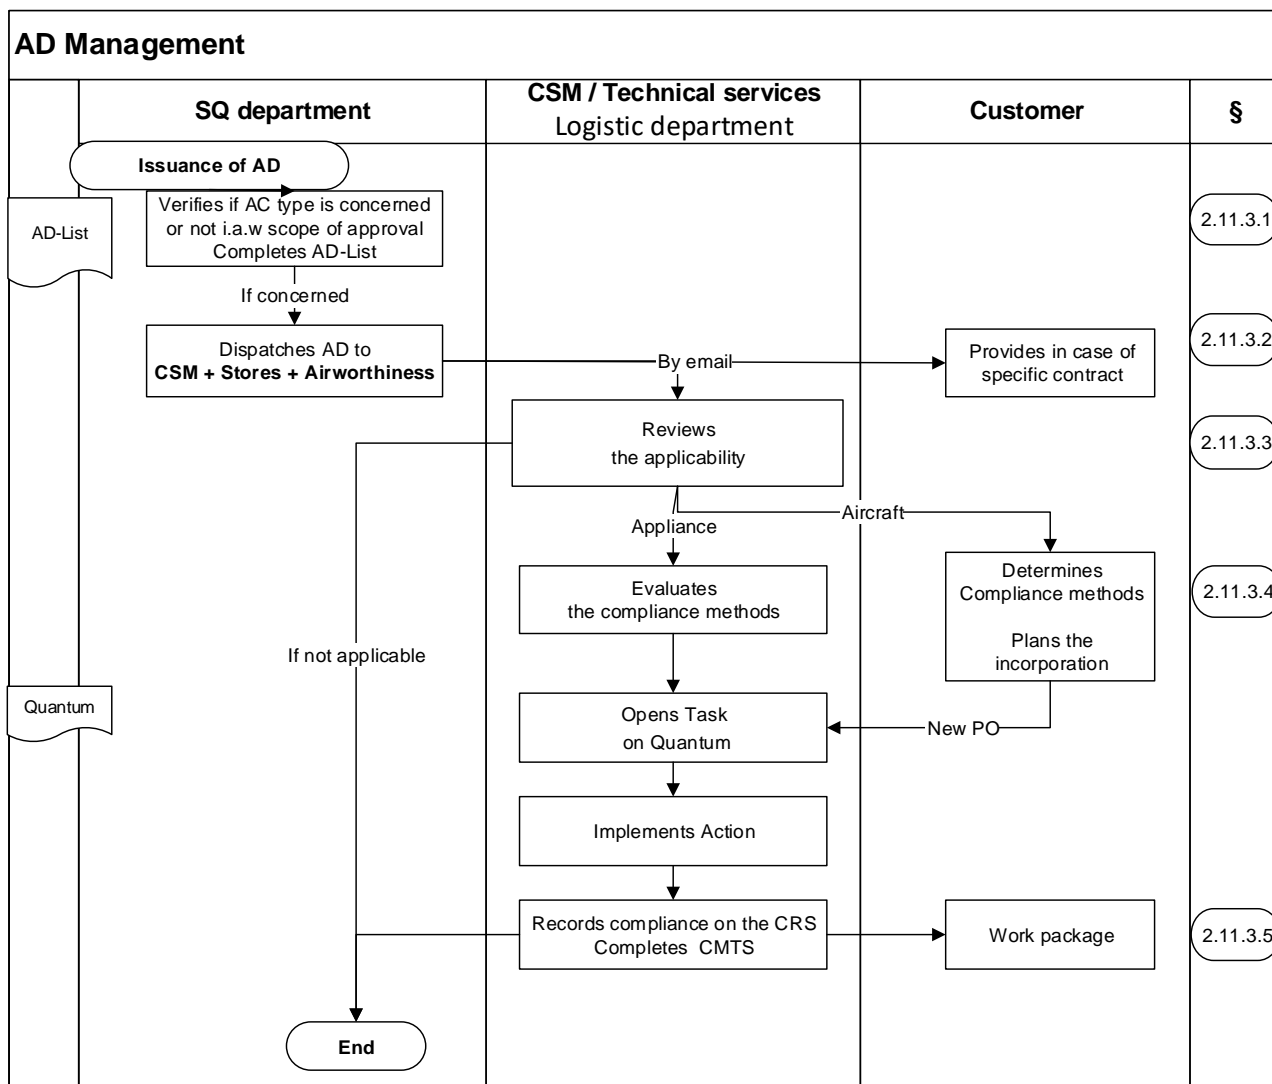 AD Management
SQ department
CSM / Technical services
Logistic department
Customer
§
Issuance of AD
AD-List
Verifies if AC type is concerned
or not i.a.w scope of approval
Completes AD-List
2.11.3.1
If concerned
Dispatches AD to
CSM + Stores + Airworthiness
By email
Provides in case of
specific contract
2.11.3.2
Reviews
the applicability
2.11.3.3
Appliance
Aircraft
Evaluates
the compliance methods
Determines
Compliance methods
Plans the
incorporation
2.11.3.4
If not applicable
Quantum
Opens Task
on Quantum
New PO
Implements Action
Records compliance on the CRS
Completes CMTS
Work package
2.11.3.5
End